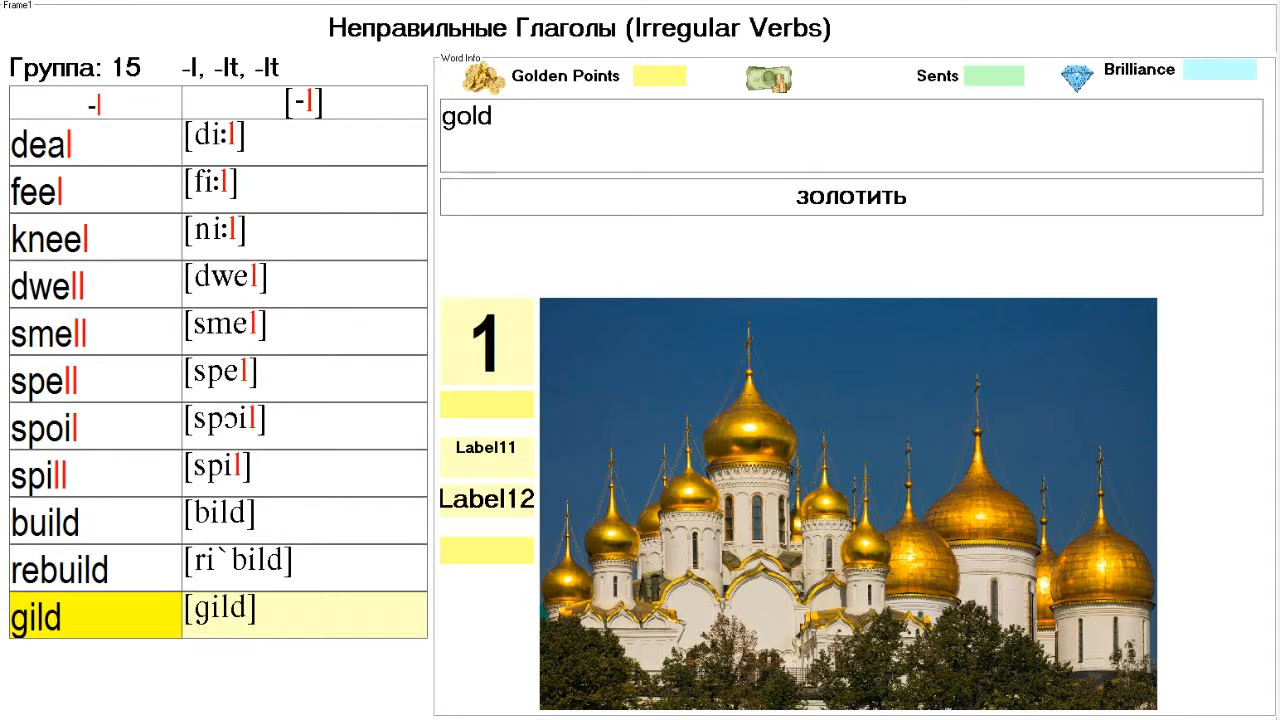 Frame1
Неправильные Глаголы (Irregular Verbs)
Группа: 15 -l, -lt, -lt
-l [-l]
deal [di:l]
feel [fi:l]
kneel [ni:l]
dwell [dwel]
smell [smel]
spell [spel]
spoil [spɔil]
spill [spil]
build [bild]
rebuild [ri`bild]
gild [gild]
Word Info
Golden Points
Sents
Brilliance
gold
золотить
1
Label11
Label12